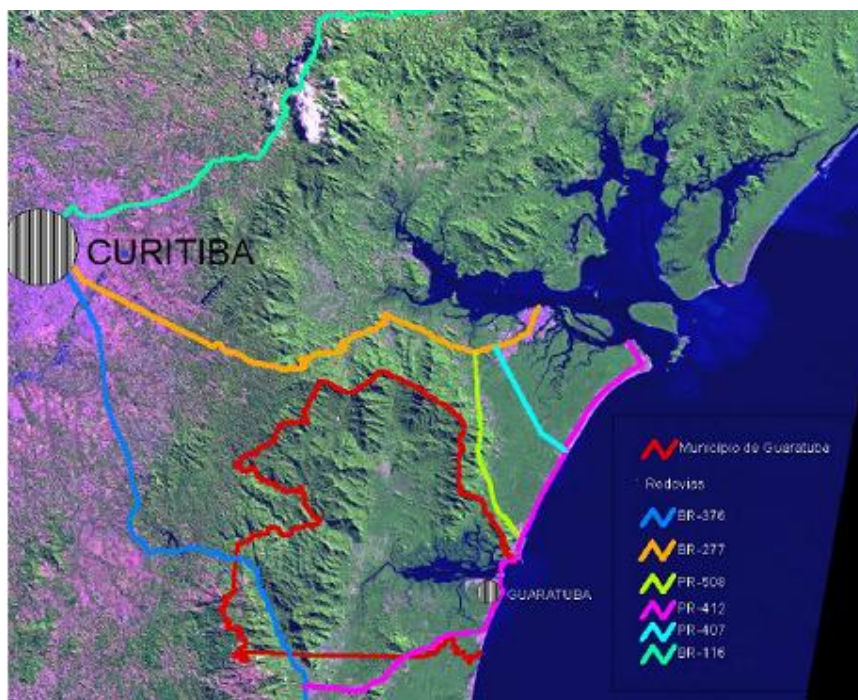 CURITIBA
GUARATUBA
Município de Guaratuba
Rodovias
BR-376
BR-277
PR-508
PR-412
PR-407
BR-116